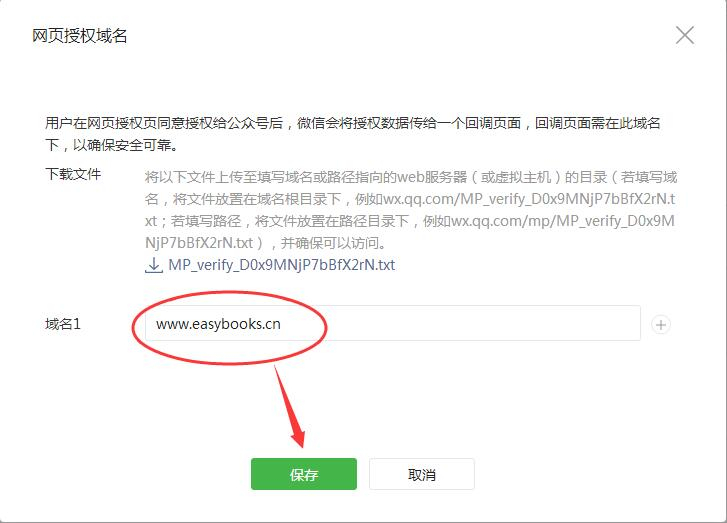 网页授权域名
用户在网页授权页同意授权给公众号后，微信会将授权数据传给一个回调页面，回调页面需在此域名
下，以确保安全可靠。
下载文件
将以下文件上传至填写域名或路径指向的web服务器（或虚拟主机）的目录（若填写域
名，将文件放置在域名根目录下，例如wx.qq.com/MP_verify_D0x9MNjP7bBfX2rN.t
xt；若填写路径，将文件放置在路径目录下，例如wx.qq.com/mp/MP_verify_D0x9M
NjP7bBfX2rN.txt），并确保可以访问。
MP_verify_D0x9MNjP7bBfX2rN.txt
域名1
www.easybooks.cn
保存
取消